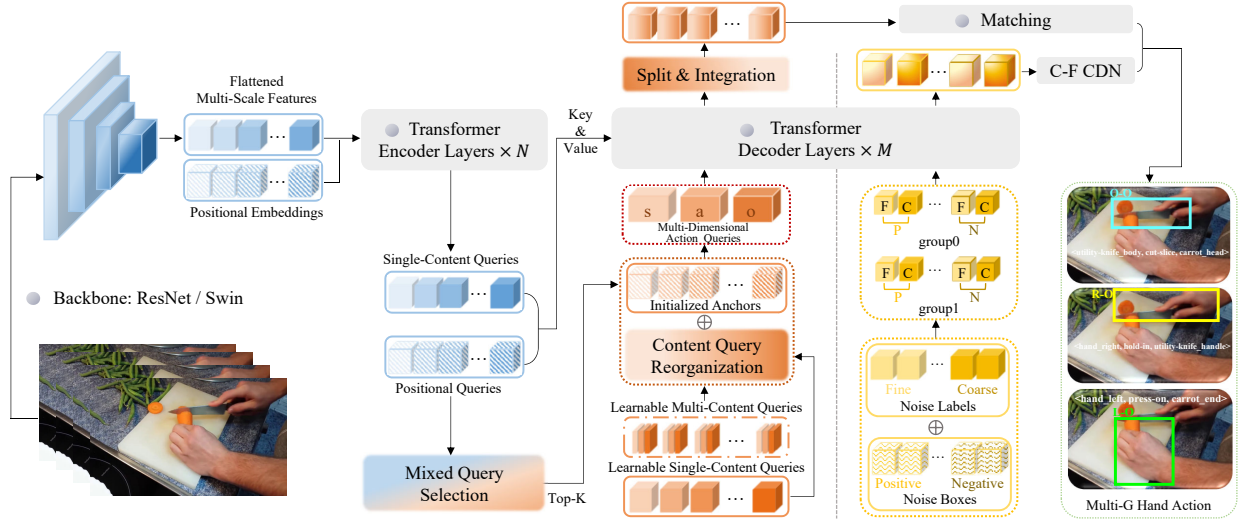 Flattened
Multi-Scale Features
Positional Embeddings
Backbone: ResNet / Swin
Transformer
Encoder Layers × N
Single-Content Queries
Positional Queries
Mixed Query
Selection
Top-K
Key
&
Value
Split & Integration
Transformer
Decoder Layers × M
s a o
Multi-Dimensional
Action Queries
Initialized Anchors
⊕
Content Query
Reorganization
Learnable Multi-Content Queries
Learnable Single-Content Queries
Matching
C-F CDN
F C ... F C
P N
group0
F C ... F C
P N
group1
Fine Coarse
Noise Labels
⊕
Positive Negative
Noise Boxes
O-O
<utility-knife_body, cut-slice, carrot_head>
R-O
<hand_right, hold-in, utility-knife_handle>
<hand_left, press-on, carrot_end>
L-O
Multi-G Hand Action